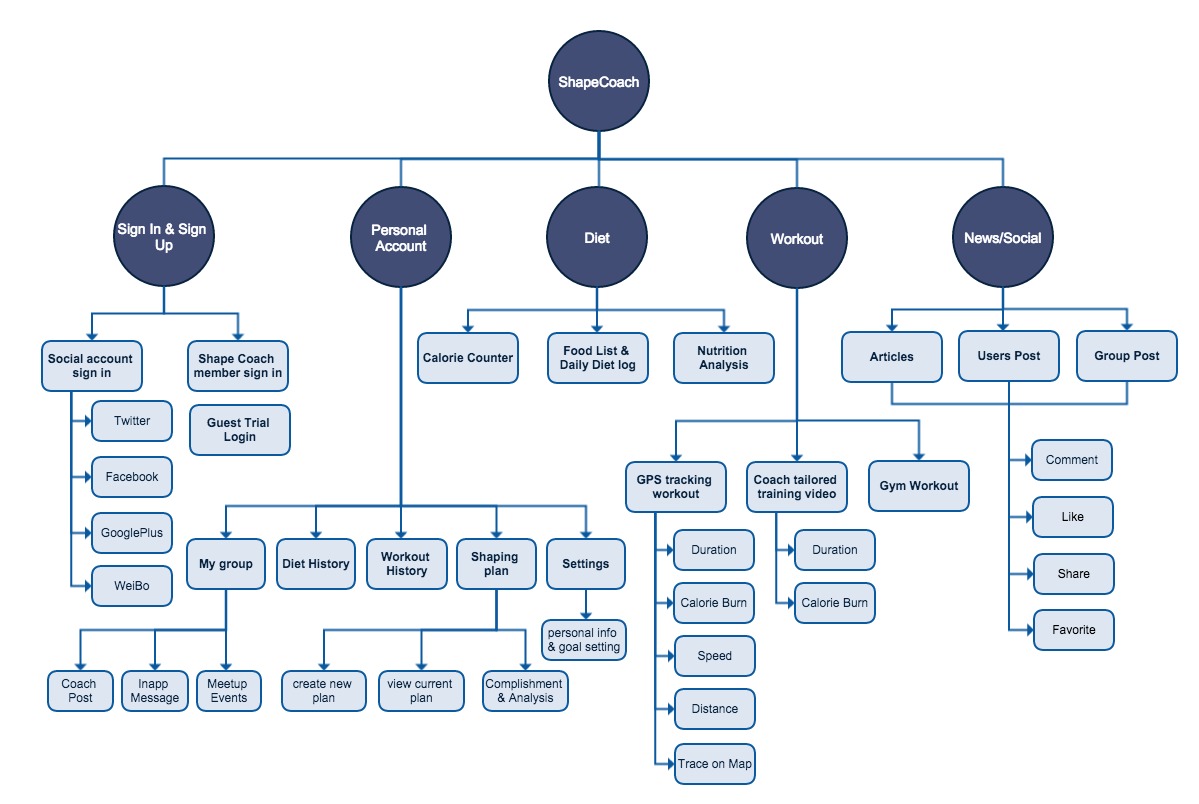 ShapeCoach
Sign In & Sign
Up
Personal
Account
Diet
Workout
News/Social
Social account
sign in
Shape Coach
member sign in
Guest Trial
Login
Twitter
Facebook
GooglePlus
WeiBo
My group
Diet History
Workout
History
Shaping
plan
Settings
Coach
Post
Inapp
Message
Meetup
Events
create new
plan
view current
plan
Complishment
& Analysis
personal info
& goal setting
Calorie Counter
Food List &
Daily Diet log
Nutrition
Analysis
GPS tracking
workout
Coach tailored
training video
Gym Workout
Duration
Calorie Burn
Speed
Distance
Trace on Map
Duration
Calorie Burn
Articles
Users Post
Group Post
Comment
Like
Share
Favorite